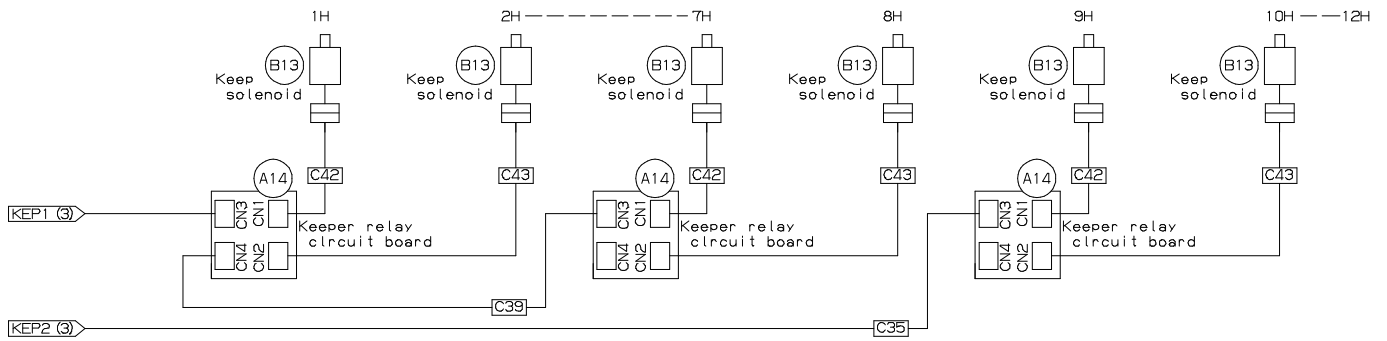 1H
2H
7H
8H
9H
10H
12H
B13
B13
B13
B13
B13
B13
Keep
solenoid
Keep
solenoid
Keep
solenoid
Keep
solenoid
Keep
solenoid
Keep
solenoid
A14
C42
C43
A14
C42
C43
A14
C42
C43
KEP1 (3)
CN3
CN1
CN4
CN2
Keeper relay
circuit board
CN3
CN1
CN4
CN2
Keeper relay
circuit board
CN3
CN1
CN4
CN2
Keeper relay
circuit board
C39
KEP2 (3)
C35